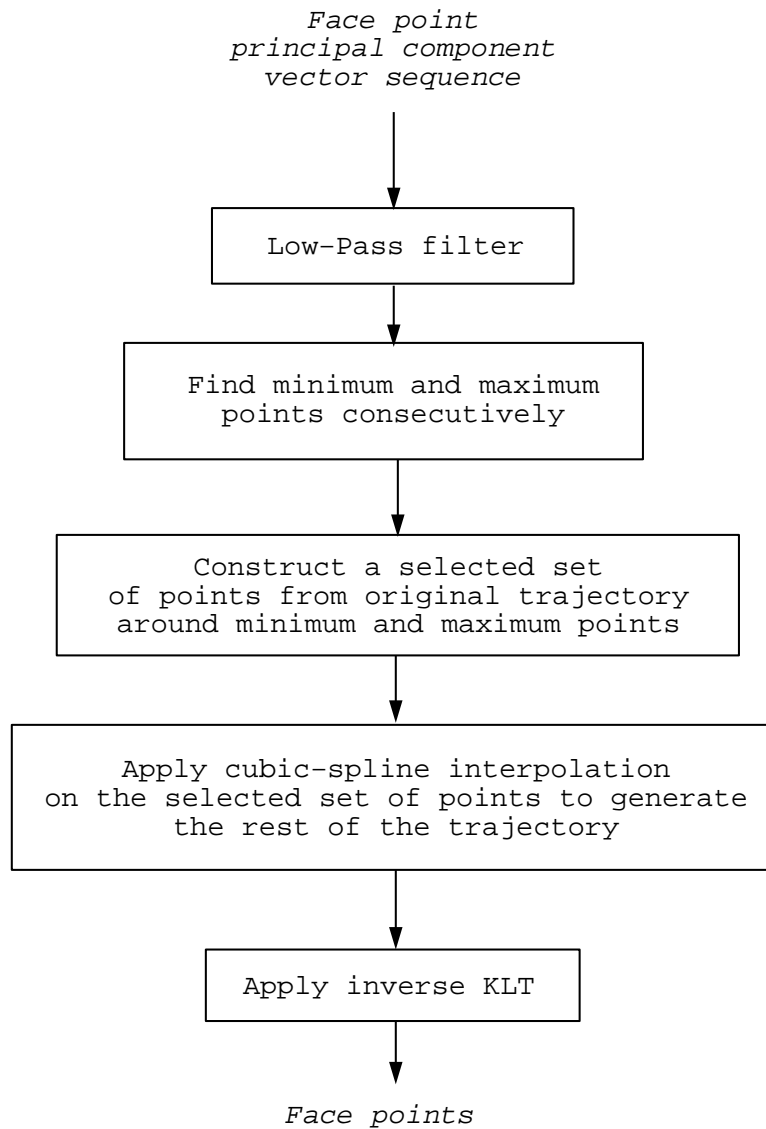 Face point
principal component
vector sequence
Low-Pass filter
Find minimum and maximum
points consecutively
Construct a selected set
of points from original trajectory
around minimum and maximum points
Apply cubic-spline interpolation
on the selected set of points to generate
the rest of the trajectory
Apply inverse KLT
Face points